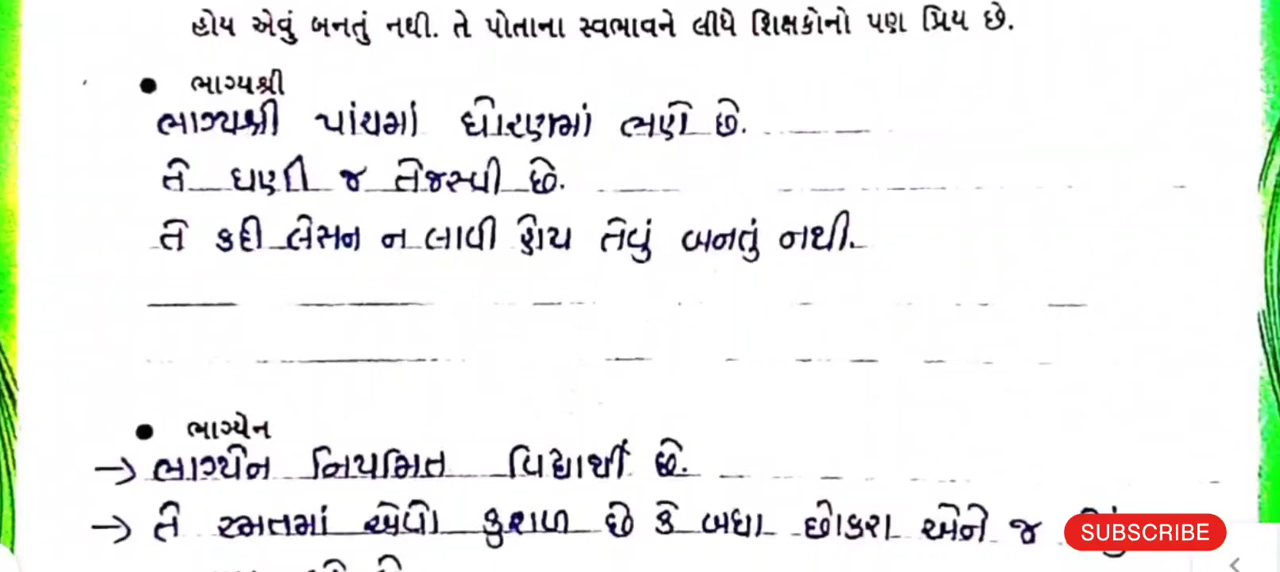 હોય એવું બનતું નથી. તે પોતાના સ્વભાવને લીધે શિક્ષકોનો પણ પ્રિય છે.
● ભાગ્યશ્રી
ભાગ્યશ્રી પાંચમાં ધોરણમાં ભણે છે.
તે ઘણી જ તેજસ્વી છે.
તે કદી લેસન ન લાવી હોય તેવું બનતું નથી.
● ભાગ્યેન
→ ભાગ્યેન નિયમિત વિદ્યાર્થી છે.
→ તે રમતમાં એવો કુશળ છે કે બધા છોકરા એને જ
SUBSCRIBE